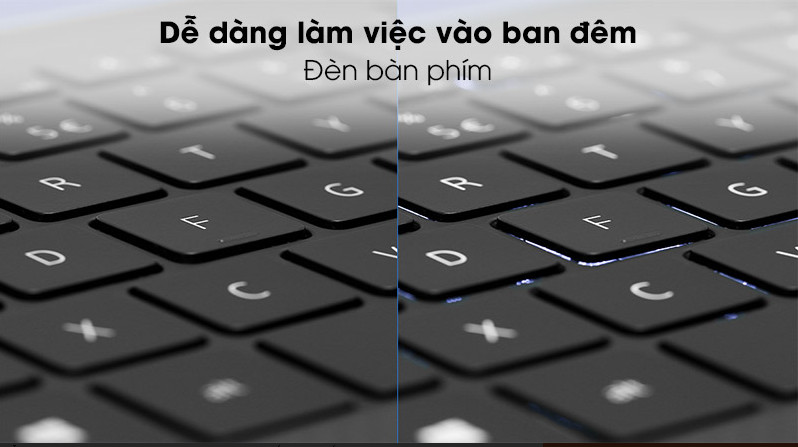 Dễ dàng làm việc vào ban đêm
Đèn bàn phím
$ €
$ €
T
Y
T
Y
R
G
R
G
F
F
D
D
C
C
X
X